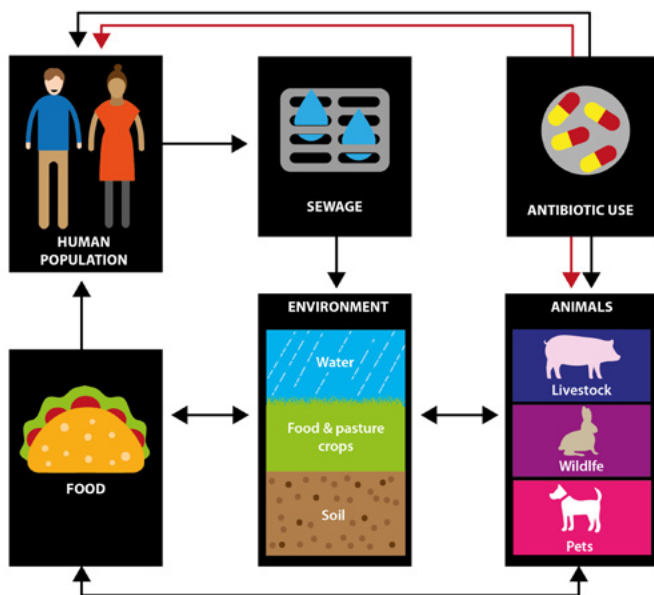 HUMAN
POPULATION
SEWAGE
ANTIBIOTIC USE
FOOD
ENVIRONMENT
Water
Food & pasture
crops
Soil
ANIMALS
Livestock
Wildlfe
Pets